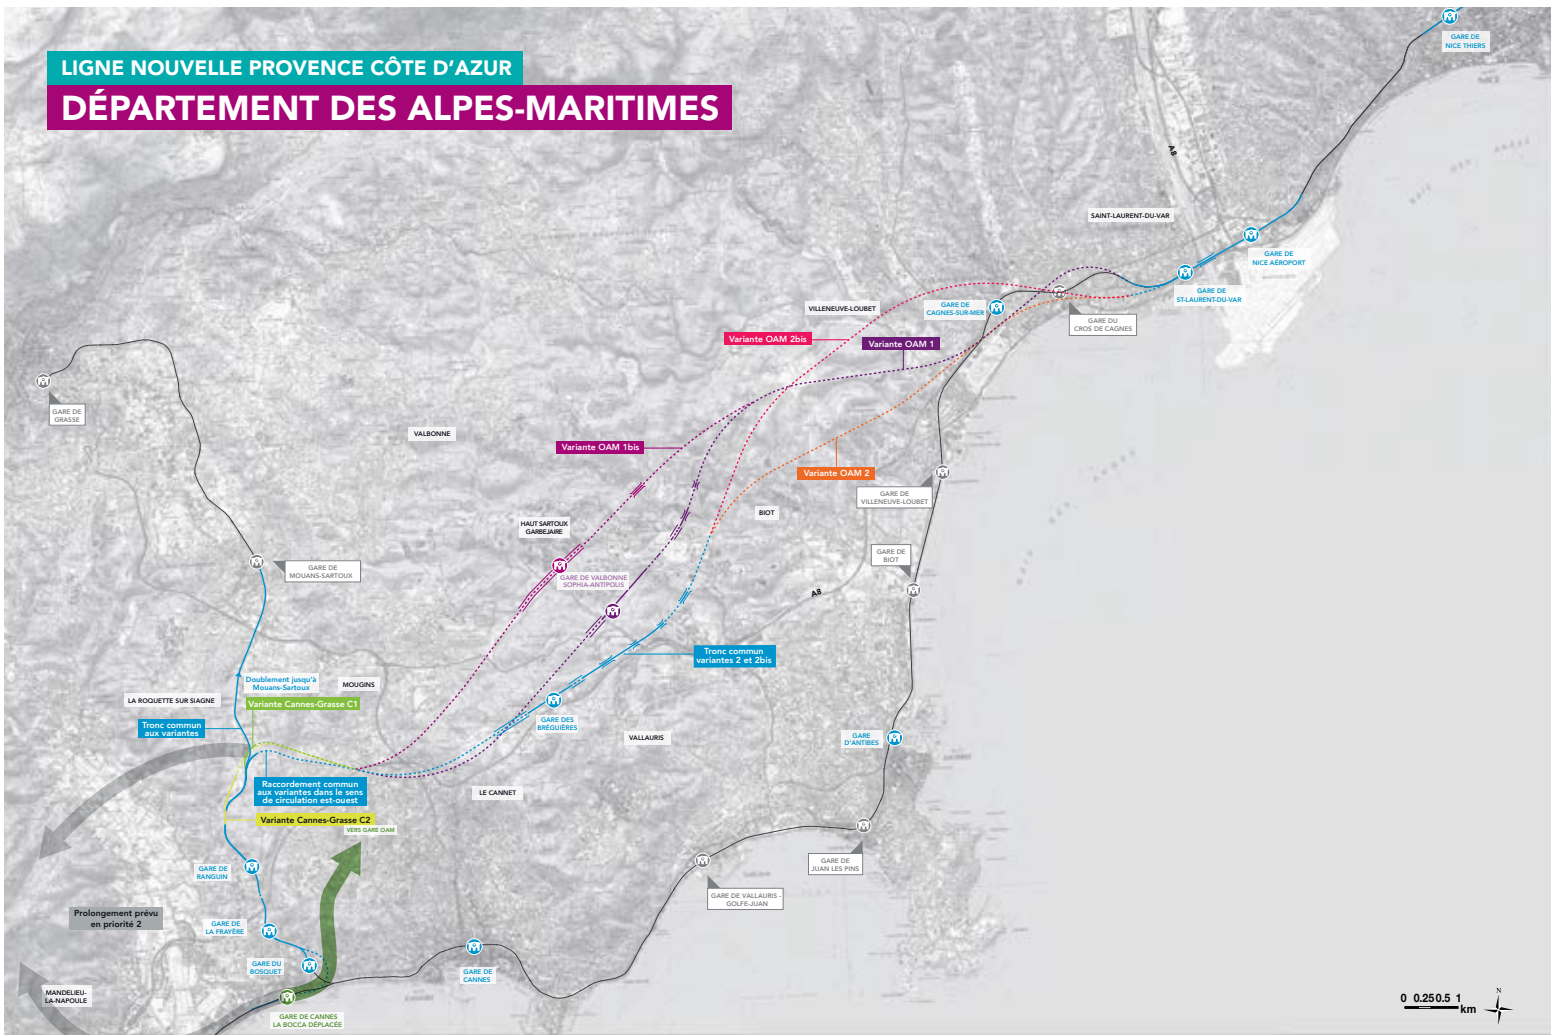 LIGNE NOUVELLE PROVENCE CÔTE D'AZUR
DÉPARTEMENT DES ALPES-MARITIMES
GARE DE
NICE THIERS
A8
SAINT-LAURENT-DU-VAR
GARE DE
NICE AÉROPORT
GARE DE
ST-LAURENT-DU-VAR
VILLENEUVE-LOUBET
GARE DE
CAGNES-SUR-MER
GARE DU
CROS DE CAGNES
Variante OAM 2bis
Variante OAM 1
GARE DE
GRASSE
VALBONNE
Variante OAM 1bis
Variante OAM 2
GARE DE
VILLENEUVE-LOUBET
BIOT
HAUT SARTOUX
GARBEJAIRE
GARE DE
BIOT
GARE DE
MOUANS-SARTOUX
GARE DE VALBONNE
SOPHIA-ANTIPOLIS
A8
Tronc commun
variantes 2 et 2bis
Doublement jusqu'à
Mouans-Sartoux
MOUGINS
LA ROQUETTE SUR SIAGNE
Variante Cannes-Grasse C1
Tronc commun
aux variantes
GARE DES
BRÉGUIÈRES
VALLAURIS
GARE
D'ANTIBES
Raccordement commun
aux variantes dans le sens
de circulation est-ouest
LE CANNET
Variante Cannes-Grasse C2
VERS GARE OAM
GARE DE
RANGUIN
GARE DE
JUAN LES PINS
GARE DE VALLAURIS -
GOLFE-JUAN
Prolongement prévu
en priorité 2
GARE DE
LA FRAYÈRE
GARE DU
BOSQUET
GARE DE
CANNES
MANDELIEU-
LA-NAPOULE
GARE DE CANNES
LA BOCCA DÉPLACÉE
N
0 0.25 0.5 1
km